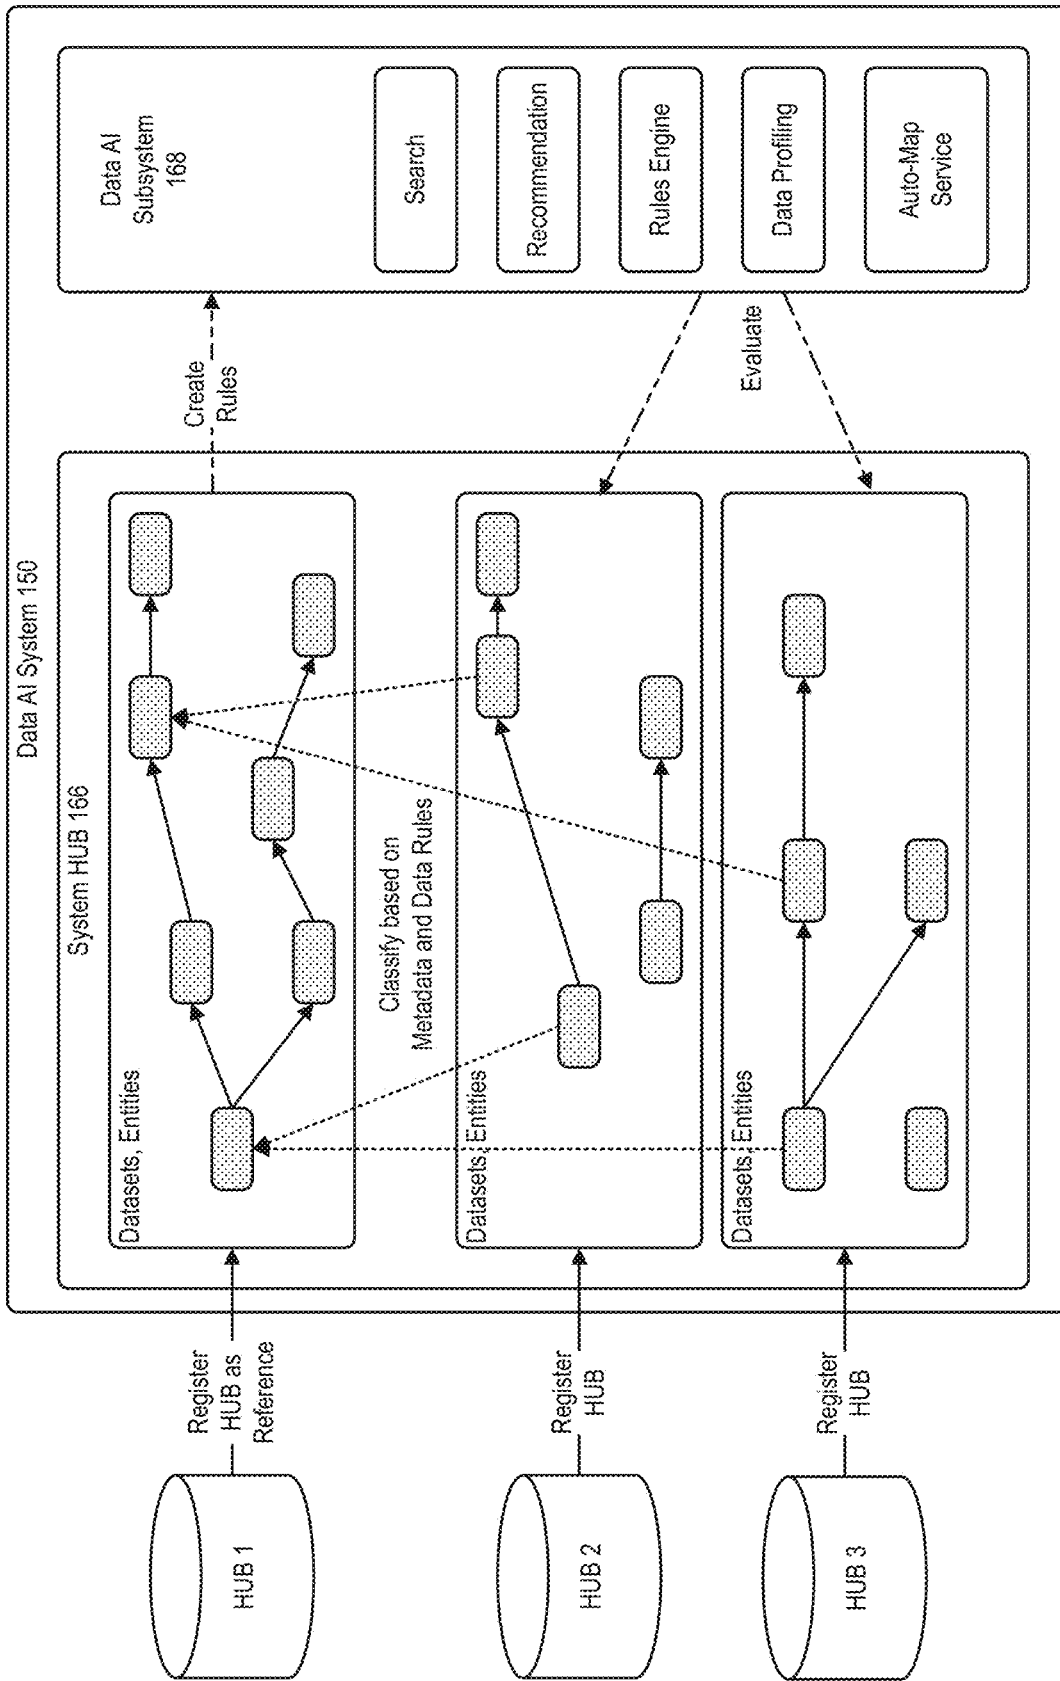 Data AI System 150
System HUB 166
Data AI
Subsystem
168
HUB 1
Register
HUB as
Reference
Datasets, Entities
Create
Rules
Search
Recommendation
Rules Engine
Data Profiling
Auto-Map
Service
Classify based on
Metadata and Data Rules
HUB 2
Register
HUB
Datasets, Entities
Evaluate
HUB 3
Register
HUB
Datasets, Entities